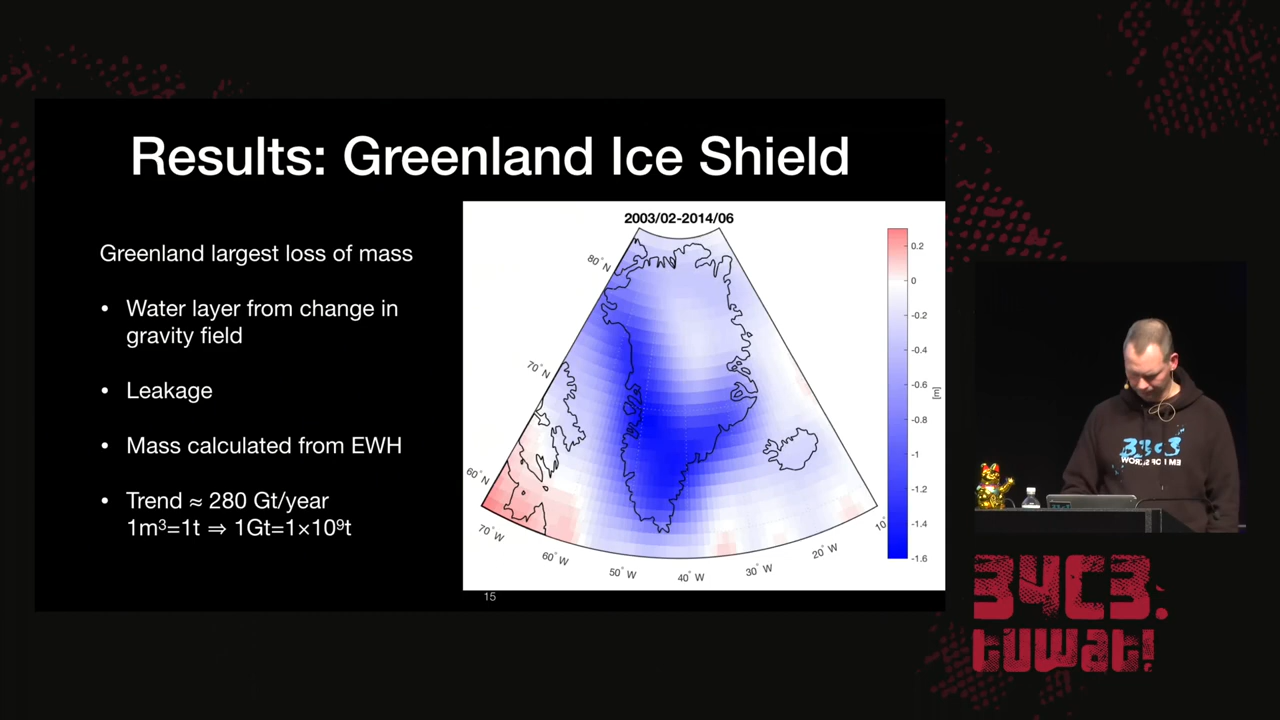 Results: Greenland Ice Shield
Greenland largest loss of mass
• Water layer from change in
gravity field
• Leakage
• Mass calculated from EWH
• Trend ≈ 280 Gt/year
1m³=1t ⇒ 1Gt=1×10⁹t
2003/02-2014/06
80° N
70° N
60° N
70° W
60° W
50° W
40° W
30° W
20° W
10°
0.2
0
-0.2
-0.4
-0.6
-0.8
-1
-1.2
-1.4
-1.6
[m]
15
33c3
34C3.
tuwat!